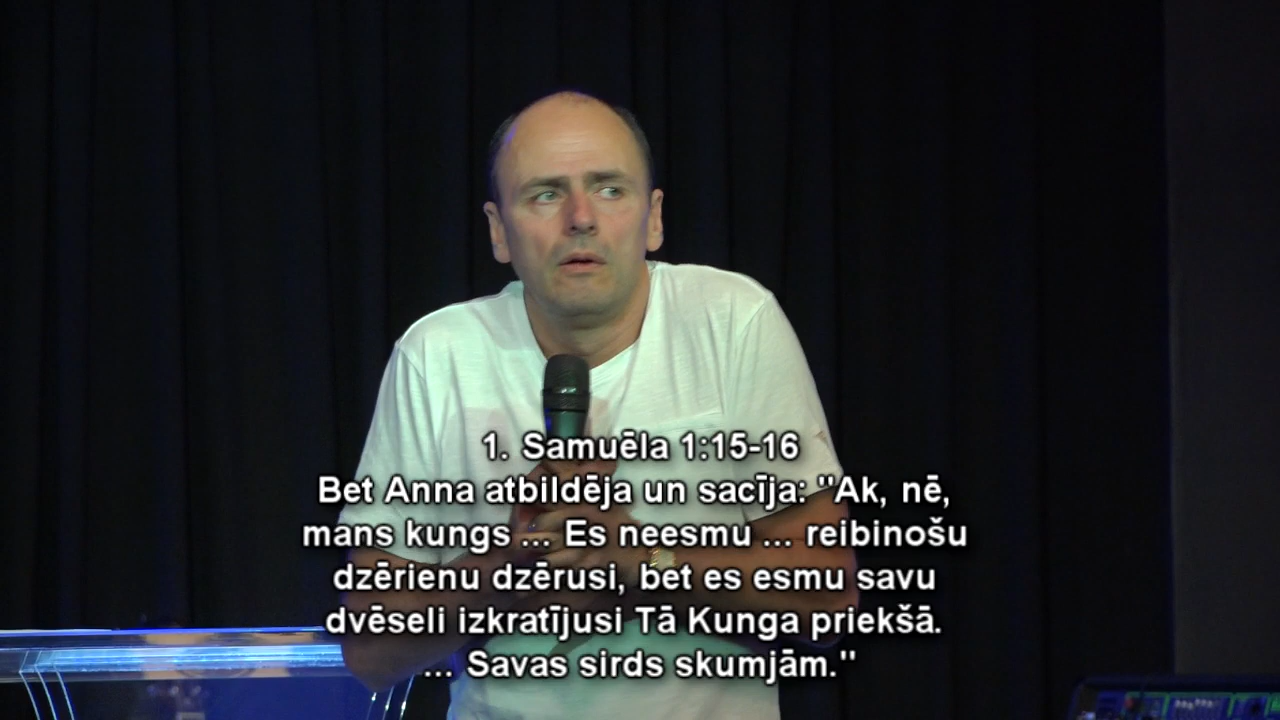 1. Samuēla 1:15-16
Bet Anna atbildēja un sacīja: "Ak, nē,
mans kungs ... Es neesmu ... reibinošu
dzērienu dzērusi, bet es esmu savu
dvēseli izkratījusi Tā Kunga priekšā.
... Savas sirds skumjām."